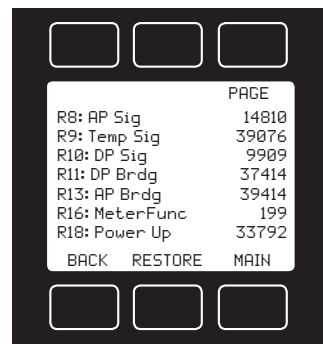 PAGE
R8: AP Sig 14810
R9: Temp Sig 39076
R10: DP Sig 9909
R11: DP Brdg 37414
R13: AP Brdg 39414
R16: MeterFunc 199
R18: Power Up 33792
BACK RESTORE MAIN